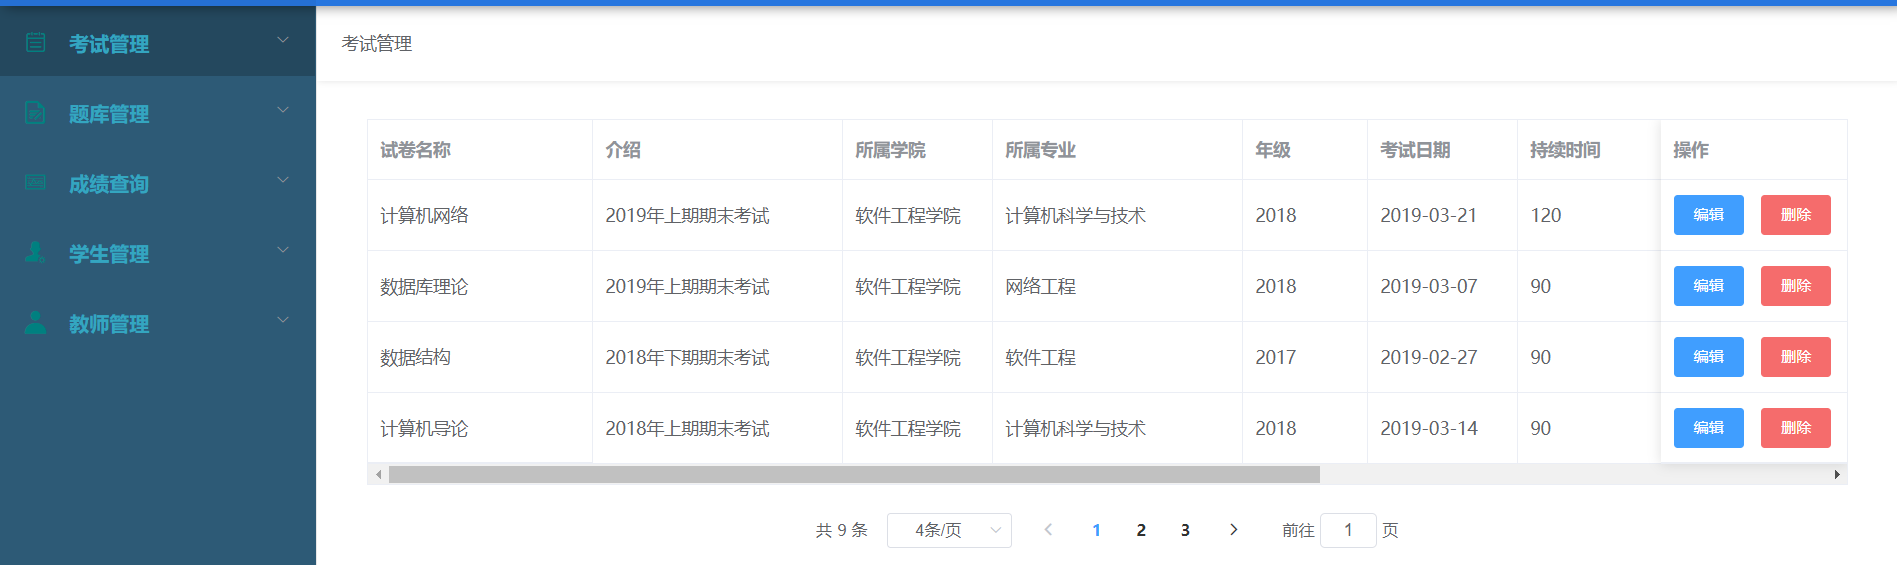 考试管理
题库管理
成绩查询
学生管理
教师管理
考试管理
试卷名称 介绍 所属学院 所属专业 年级 考试日期 持续时间 操作
计算机网络 2019年上期期末考试 软件工程学院 计算机科学与技术 2018 2019-03-21 120 编辑 删除
数据库理论 2019年上期期末考试 软件工程学院 网络工程 2018 2019-03-07 90 编辑 删除
数据结构 2018年下期期末考试 软件工程学院 软件工程 2017 2019-02-27 90 编辑 删除
计算机导论 2018年上期期末考试 软件工程学院 计算机科学与技术 2018 2019-03-14 90 编辑 删除
共 9 条 4条/页 1 2 3 前往 1 页